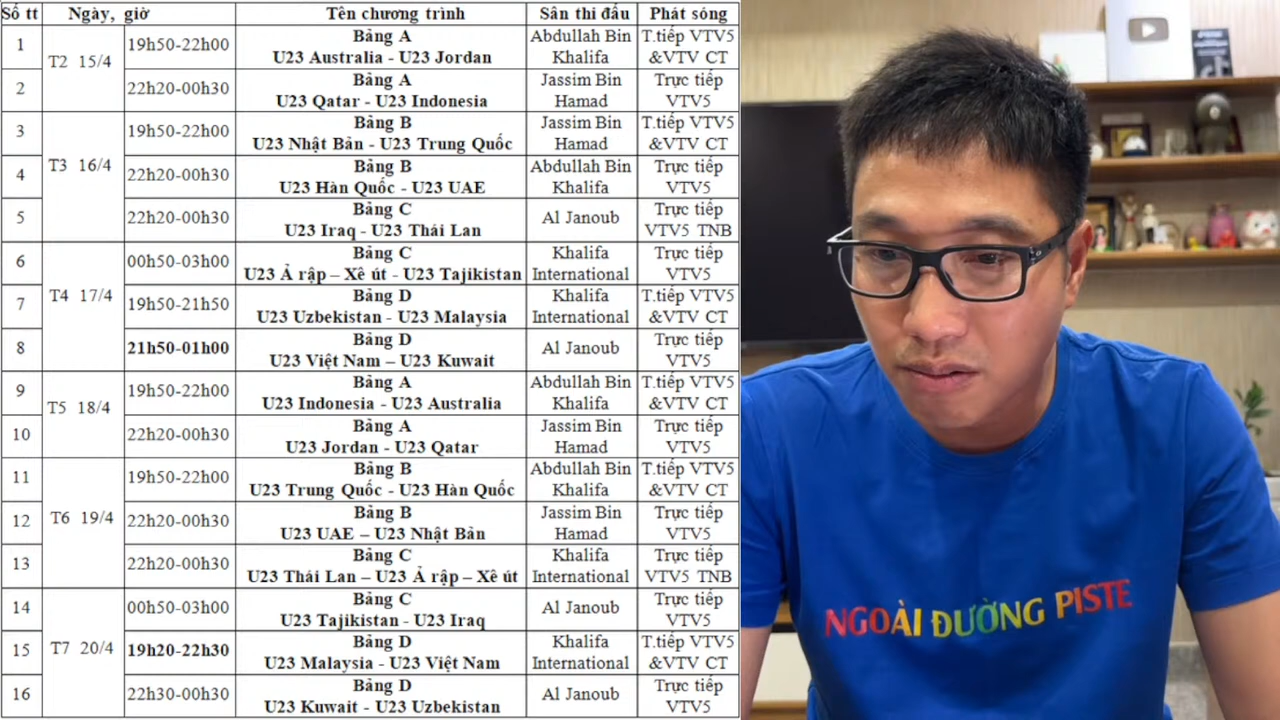 Số tt Ngày, giờ Tên chương trình Sân thi đấu Phát sóng
1 T2 15/4 19h50-22h00 Bảng A Abdullah Bin T.tiếp VTV5
U23 Australia - U23 Jordan Khalifa &VTV CT
2 22h20-00h30 Bảng A Jassim Bin Trực tiếp
U23 Qatar - U23 Indonesia Hamad VTV5
3 T3 16/4 19h50-22h00 Bảng B Jassim Bin T.tiếp VTV5
U23 Nhật Bản - U23 Trung Quốc Hamad &VTV CT
4 22h20-00h30 Bảng B Abdullah Bin Trực tiếp
U23 Hàn Quốc - U23 UAE Khalifa VTV5
5 22h20-00h30 Bảng C Al Janoub Trực tiếp
U23 Iraq - U23 Thái Lan VTV5 TNB
6 T4 17/4 00h50-03h00 Bảng C Khalifa Trực tiếp
U23 Ả rập – Xê út - U23 Tajikistan International VTV5
7 19h50-21h50 Bảng D Khalifa T.tiếp VTV5
U23 Uzbekistan - U23 Malaysia International &VTV CT
8 21h50-01h00 Bảng D Al Janoub Trực tiếp
U23 Việt Nam – U23 Kuwait VTV5
9 T5 18/4 19h50-22h00 Bảng A Abdullah Bin T.tiếp VTV5
U23 Indonesia - U23 Australia Khalifa &VTV CT
10 22h20-00h30 Bảng A Jassim Bin Trực tiếp
U23 Jordan - U23 Qatar Hamad VTV5
11 T6 19/4 19h50-22h00 Bảng B Abdullah Bin T.tiếp VTV5
U23 Trung Quốc - U23 Hàn Quốc Khalifa &VTV CT
12 22h20-00h30 Bảng B Jassim Bin Trực tiếp
U23 UAE – U23 Nhật Bản Hamad VTV5
13 22h20-00h30 Bảng C Khalifa Trực tiếp
U23 Thái Lan – U23 Ả rập – Xê út International VTV5 TNB
14 T7 20/4 00h50-03h00 Bảng C Al Janoub Trực tiếp
U23 Tajikistan - U23 Iraq VTV5
15 19h20-22h30 Bảng D Khalifa T.tiếp VTV5
U23 Malaysia - U23 Việt Nam International &VTV CT
16 22h30-00h30 Bảng D Al Janoub Trực tiếp
U23 Kuwait - U23 Uzbekistan VTV5
NGOÀI ĐƯỜNG PISTE